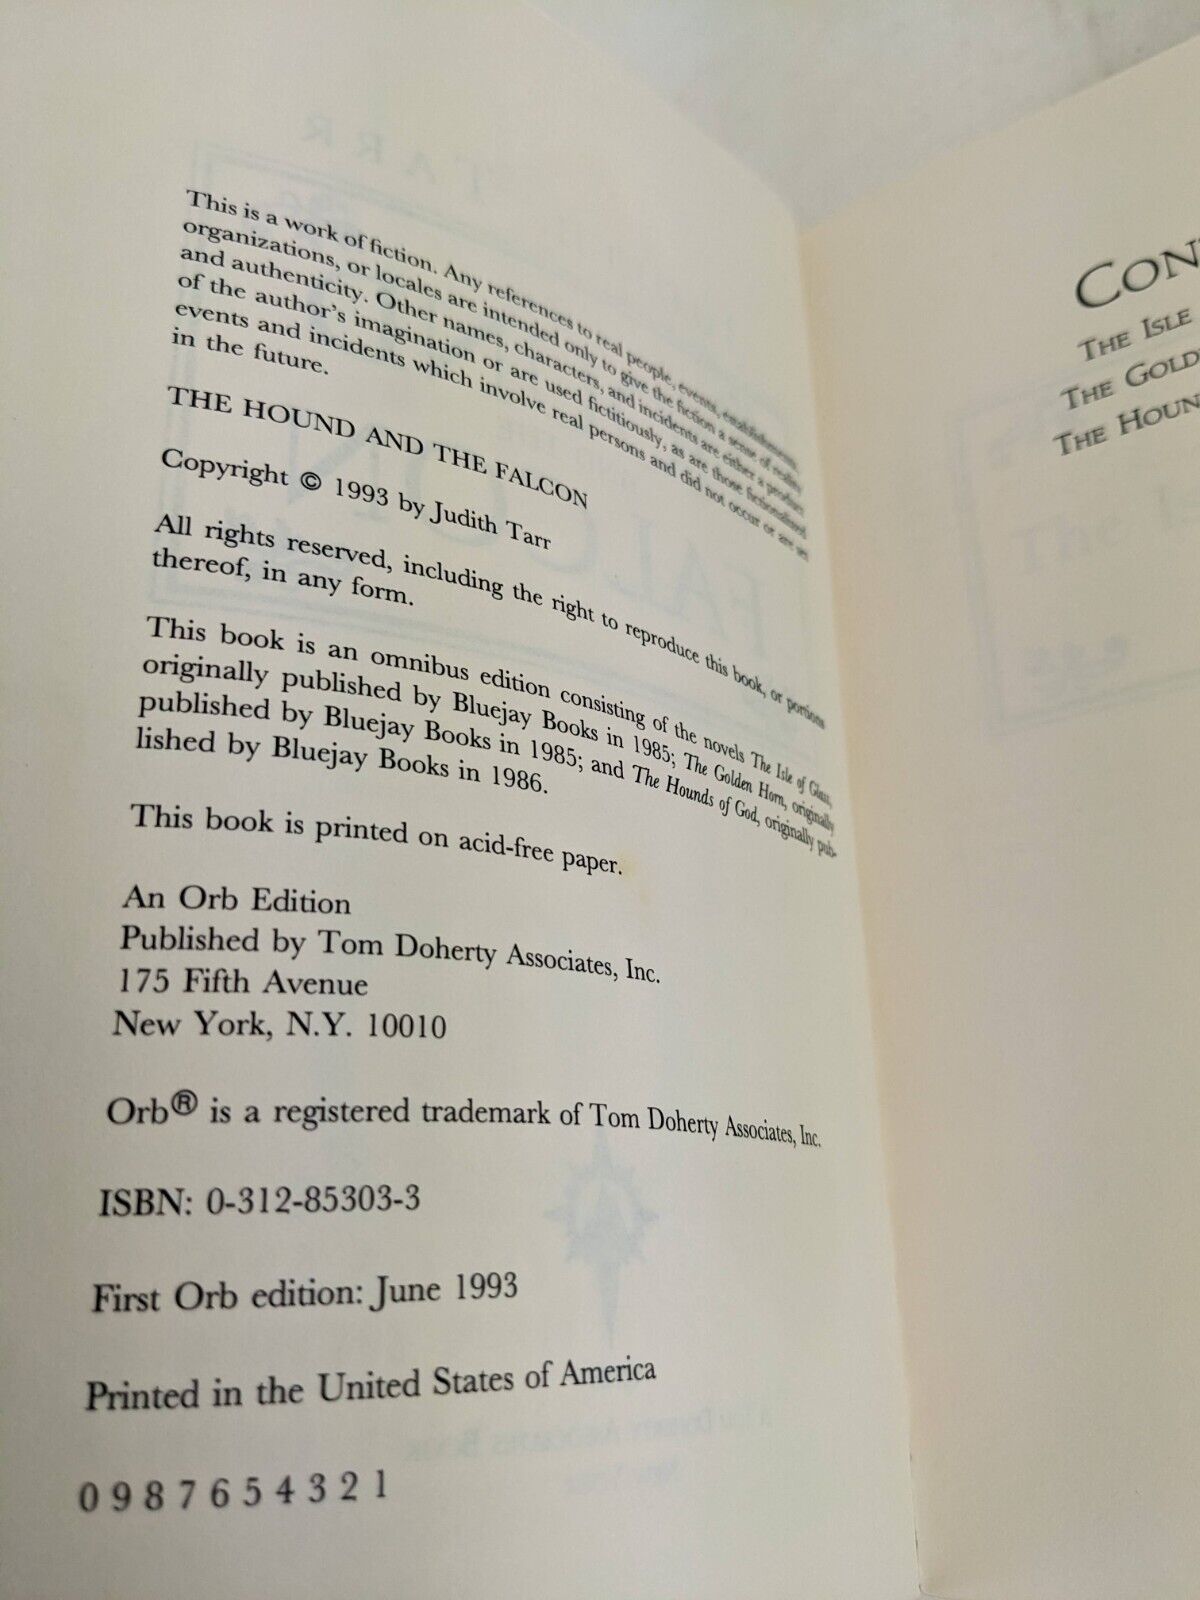 This is a work of fiction. Any references to real people, events, establishments,
organizations, or locales are intended only to give the fiction a sense of reality
and authenticity. Other names, characters, and incidents are either a product
of the author's imagination or are used fictitiously, as are those fictionalized
events and incidents which involve real persons and did not occur or are set
in the future.
THE HOUND AND THE FALCON
Copyright © 1993 by Judith Tarr
All rights reserved, including the right to reproduce this book, or portions
thereof, in any form.
This book is an omnibus edition consisting of the novels The Isle of Glass,
originally published by Bluejay Books in 1985; The Golden Horn, originally
published by Bluejay Books in 1985; and The Hounds of God, originally pub-
lished by Bluejay Books in 1986.
This book is printed on acid-free paper.
An Orb Edition
Published by Tom Doherty Associates, Inc.
175 Fifth Avenue
New York, N.Y. 10010
Orb® is a registered trademark of Tom Doherty Associates, Inc.
ISBN: 0-312-85303-3
First Orb edition: June 1993
Printed in the United States of America
0 9 8 7 6 5 4 3 2 1
CONT
THE ISLE
THE GOLD
THE HOUN